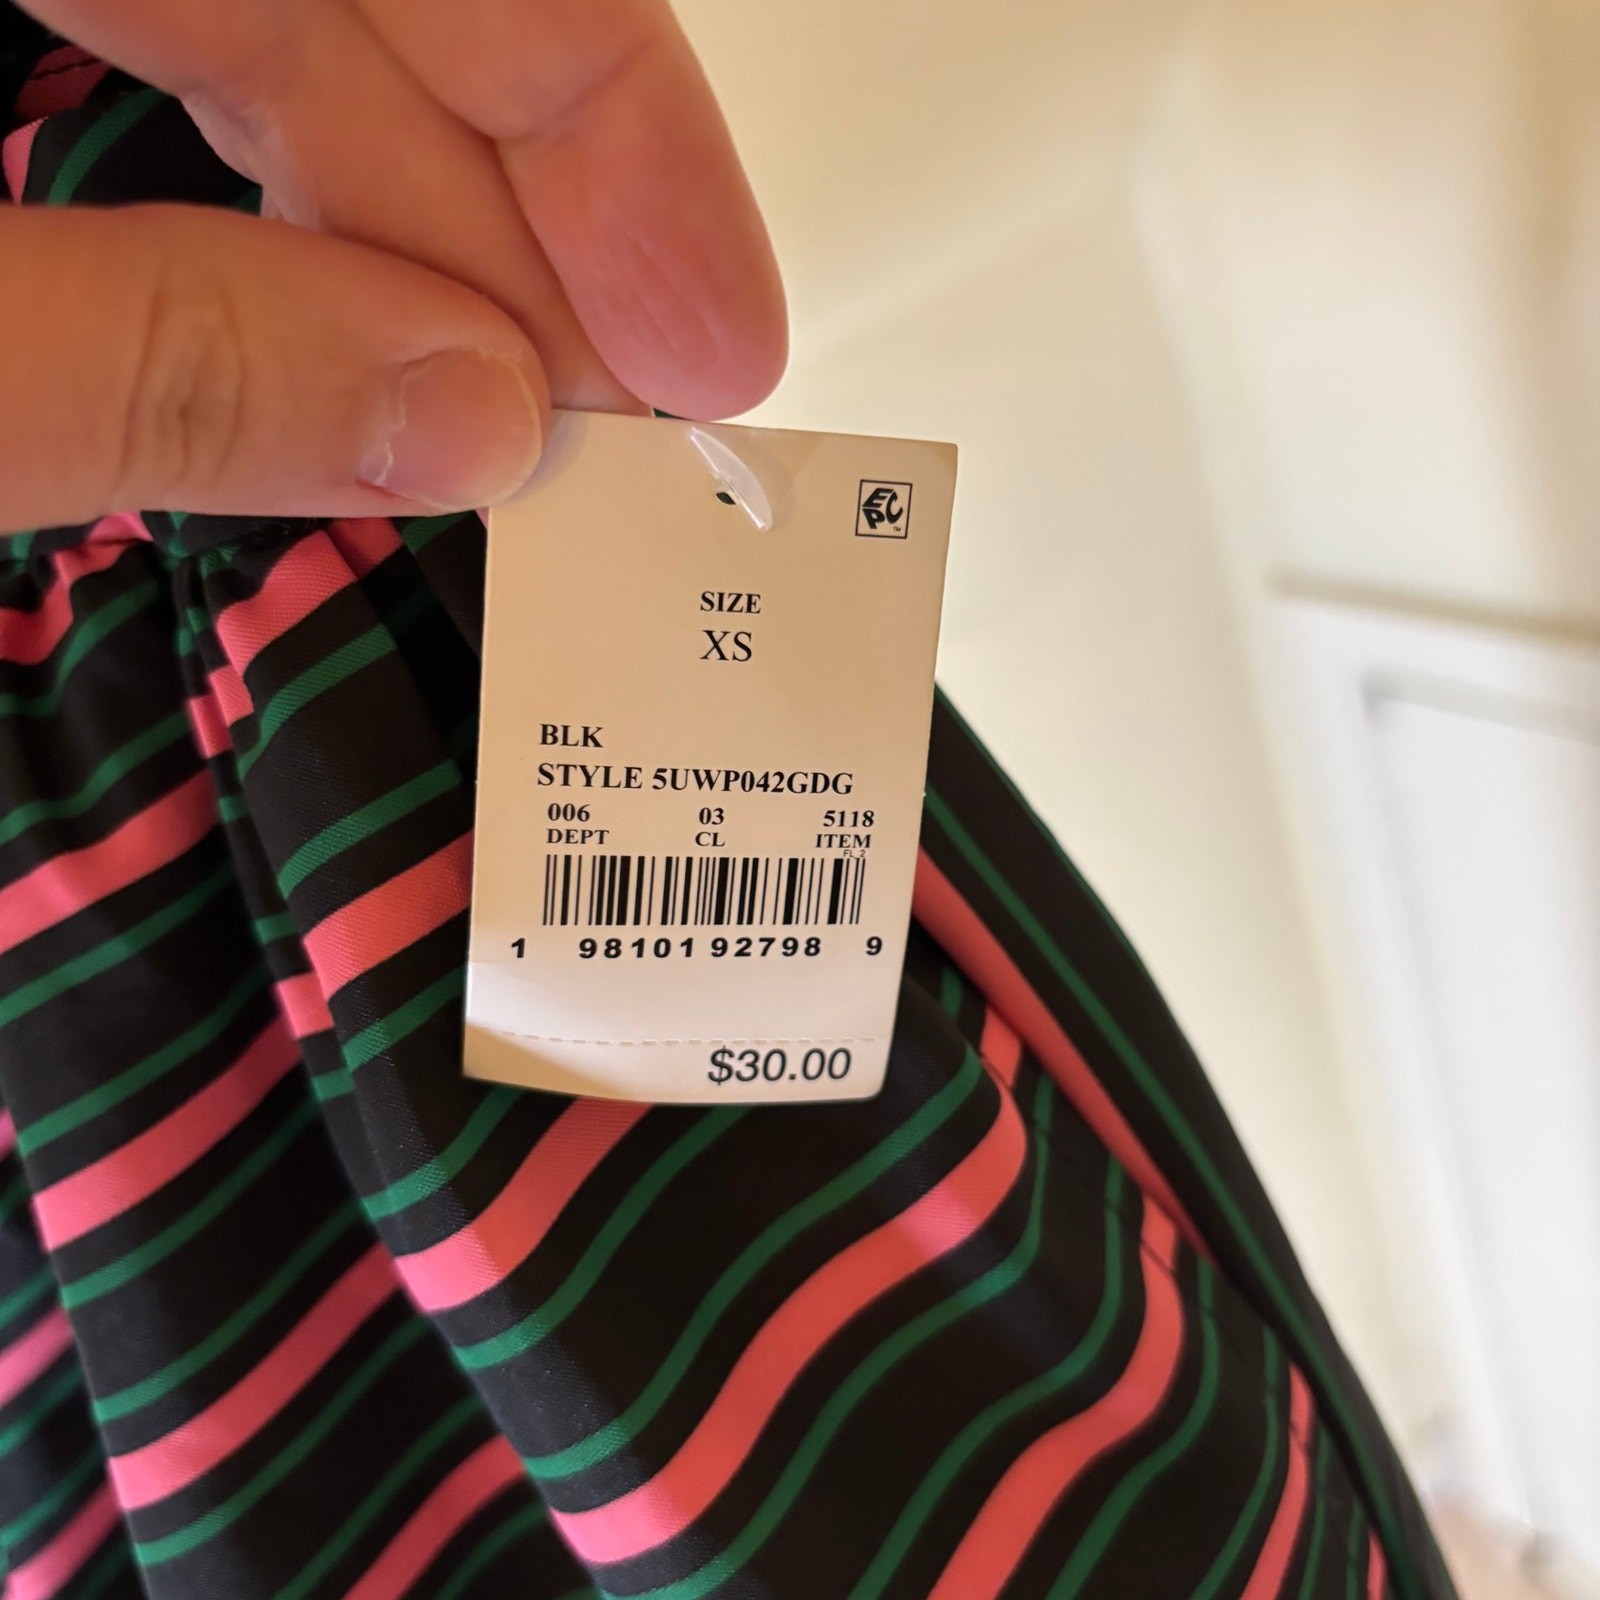 EPC
TM
SIZE
XS
BLK
STYLE 5UWP042GDG
006 03 5118
DEPT CL ITEM
FL 2
1 98101 92798 9
$30.00